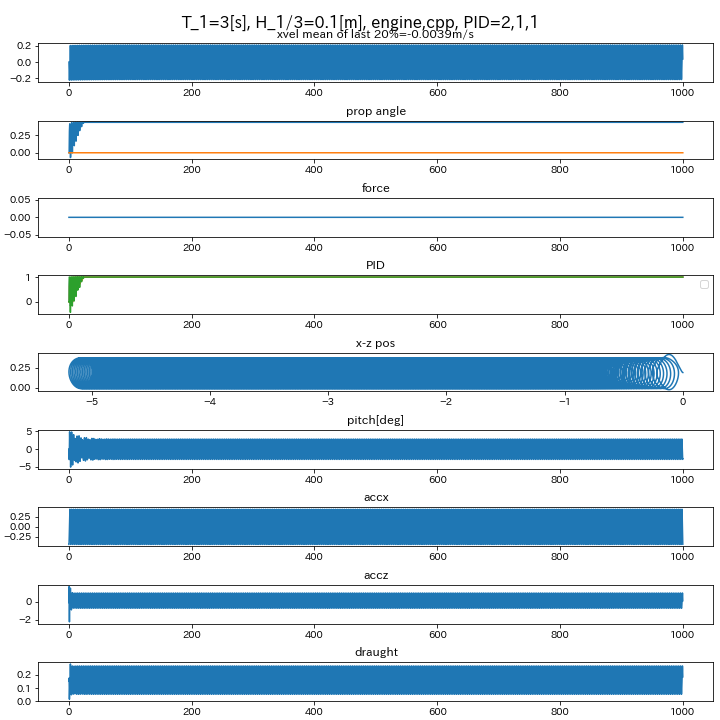 T_1=3[s], H_1/3=0.1[m], engine,cpp, PID=2,1,1
xvel mean of last 20%=-0.0039m/s
0.2
0.0
−0.2
0 200 400 600 800 1000
prop angle
0.25
0.00
0 200 400 600 800 1000
force
0.05
0.00
−0.05
0 200 400 600 800 1000
PID
1
0
0 200 400 600 800 1000
x-z pos
0.25
0.00
−5 −4 −3 −2 −1 0
pitch[deg]
5
0
−5
0 200 400 600 800 1000
accx
0.25
0.00
−0.25
0 200 400 600 800 1000
accz
0
−2
0 200 400 600 800 1000
draught
0.2
0.1
0.0
0 200 400 600 800 1000